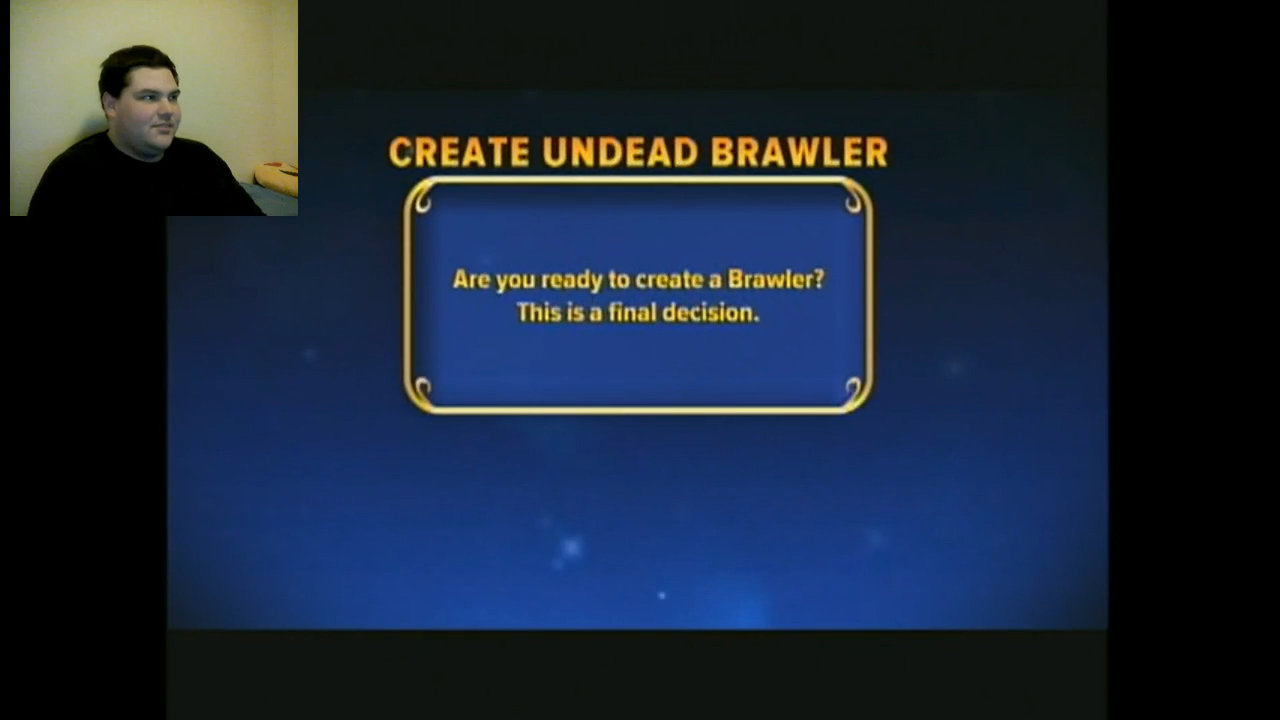 CREATE UNDEAD BRAWLER
Are you ready to create a Brawler?
This is a final decision.